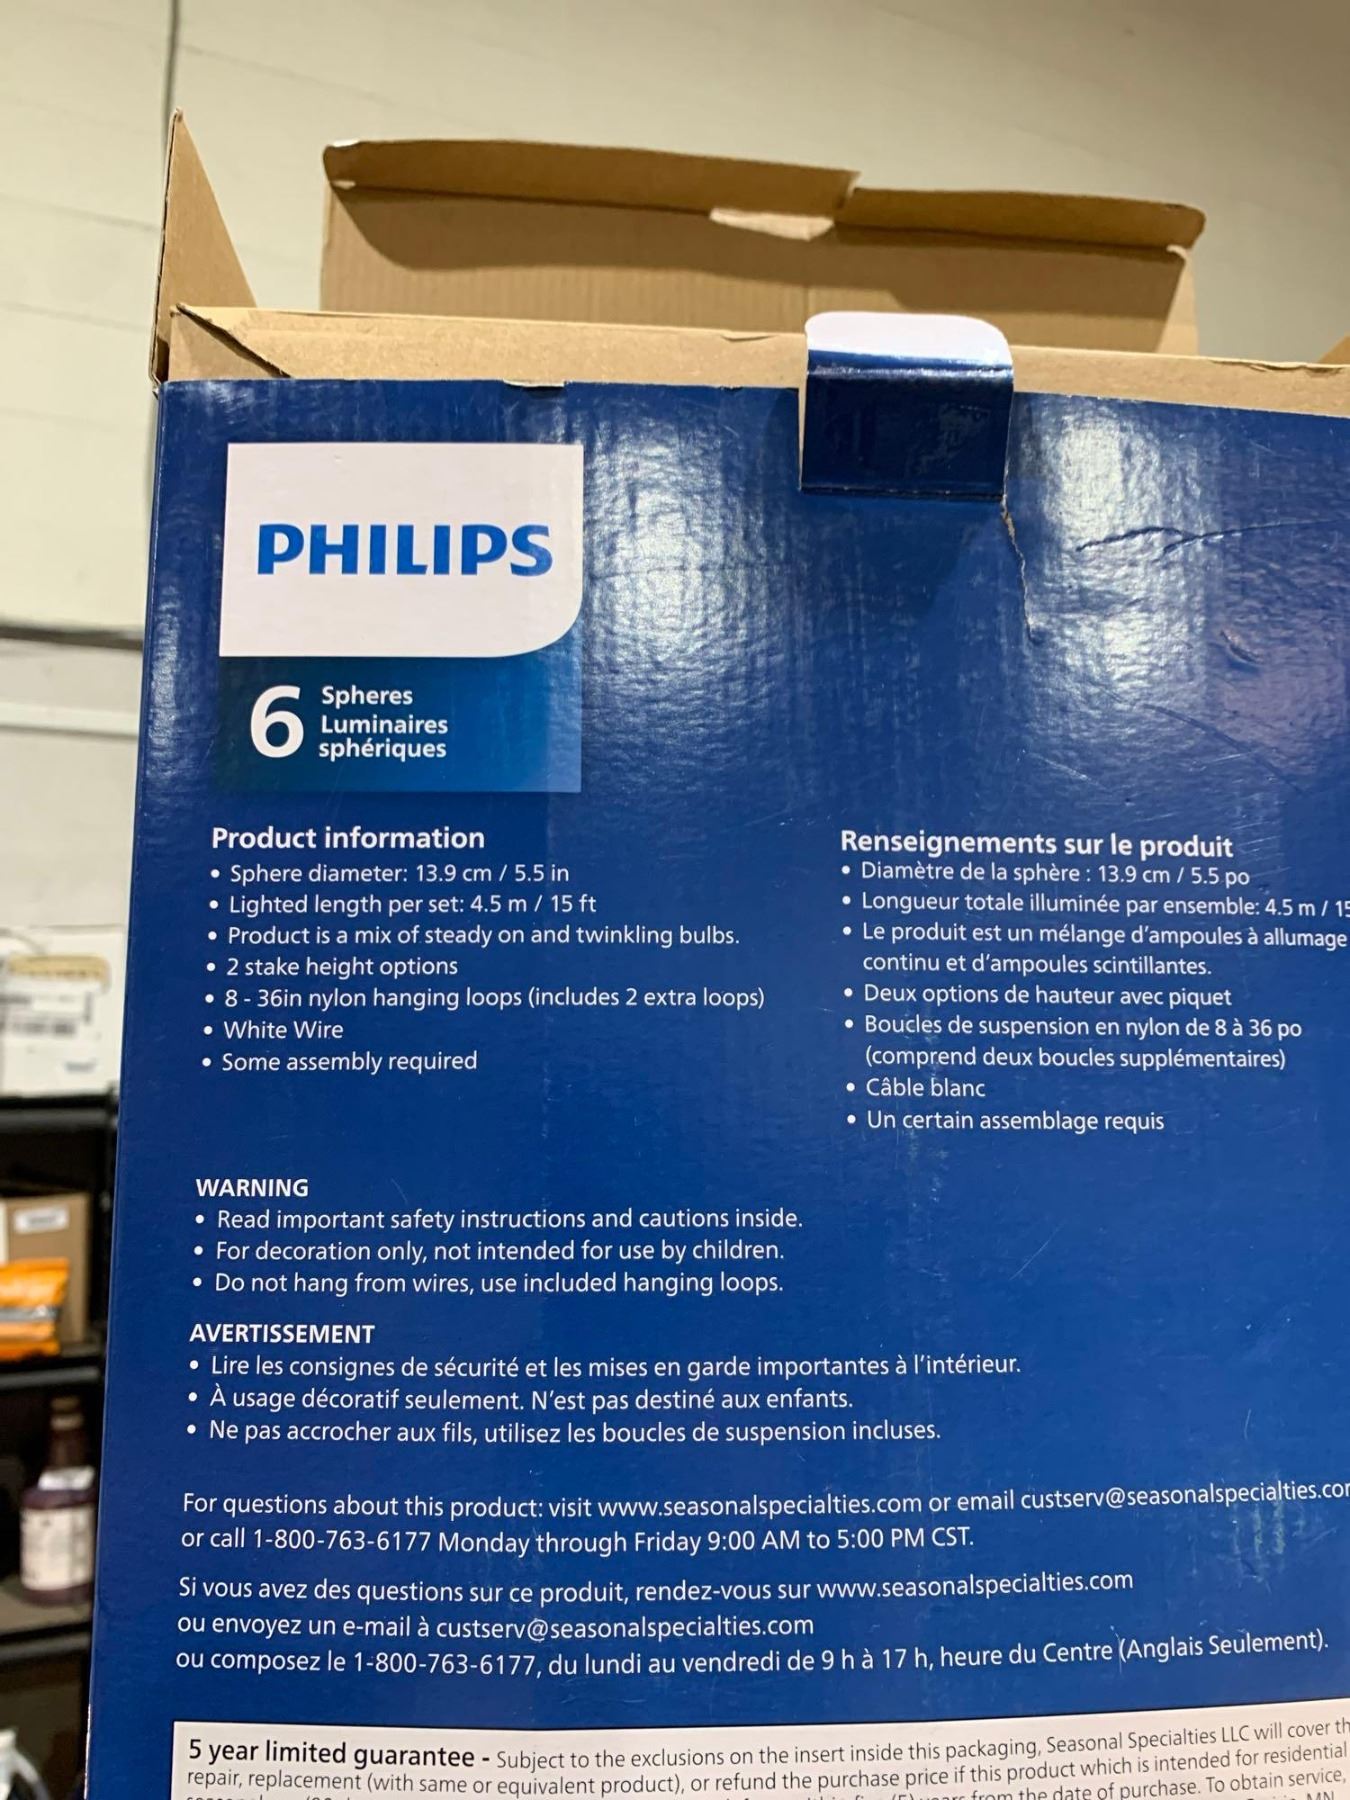 PHILIPS
6 Spheres
Luminaires
sphériques
Product information
• Sphere diameter: 13.9 cm / 5.5 in
• Lighted length per set: 4.5 m / 15 ft
• Product is a mix of steady on and twinkling bulbs.
• 2 stake height options
• 8 - 36in nylon hanging loops (includes 2 extra loops)
• White Wire
• Some assembly required
Renseignements sur le produit
• Diamètre de la sphère : 13.9 cm / 5.5 po
• Longueur totale illuminée par ensemble: 4.5 m / 15
• Le produit est un mélange d'ampoules à allumage
continu et d'ampoules scintillantes.
• Deux options de hauteur avec piquet
• Boucles de suspension en nylon de 8 à 36 po
(comprend deux boucles supplémentaires)
• Câble blanc
• Un certain assemblage requis
WARNING
• Read important safety instructions and cautions inside.
• For decoration only, not intended for use by children.
• Do not hang from wires, use included hanging loops.
AVERTISSEMENT
• Lire les consignes de sécurité et les mises en garde importantes à l'intérieur.
• À usage décoratif seulement. N'est pas destiné aux enfants.
• Ne pas accrocher aux fils, utilisez les boucles de suspension incluses.
For questions about this product: visit www.seasonalspecialties.com or email custserv@seasonalspecialties.com
or call 1-800-763-6177 Monday through Friday 9:00 AM to 5:00 PM CST.
Si vous avez des questions sur ce produit, rendez-vous sur www.seasonalspecialties.com
ou envoyez un e-mail à custserv@seasonalspecialties.com
ou composez le 1-800-763-6177, du lundi au vendredi de 9 h à 17 h, heure du Centre (Anglais Seulement).
5 year limited guarantee - Subject to the exclusions on the insert inside this packaging, Seasonal Specialties LLC will cover th
repair, replacement (with same or equivalent product), or refund the purchase price if this product which is intended for residential
from the date of purchase. To obtain service,
MN